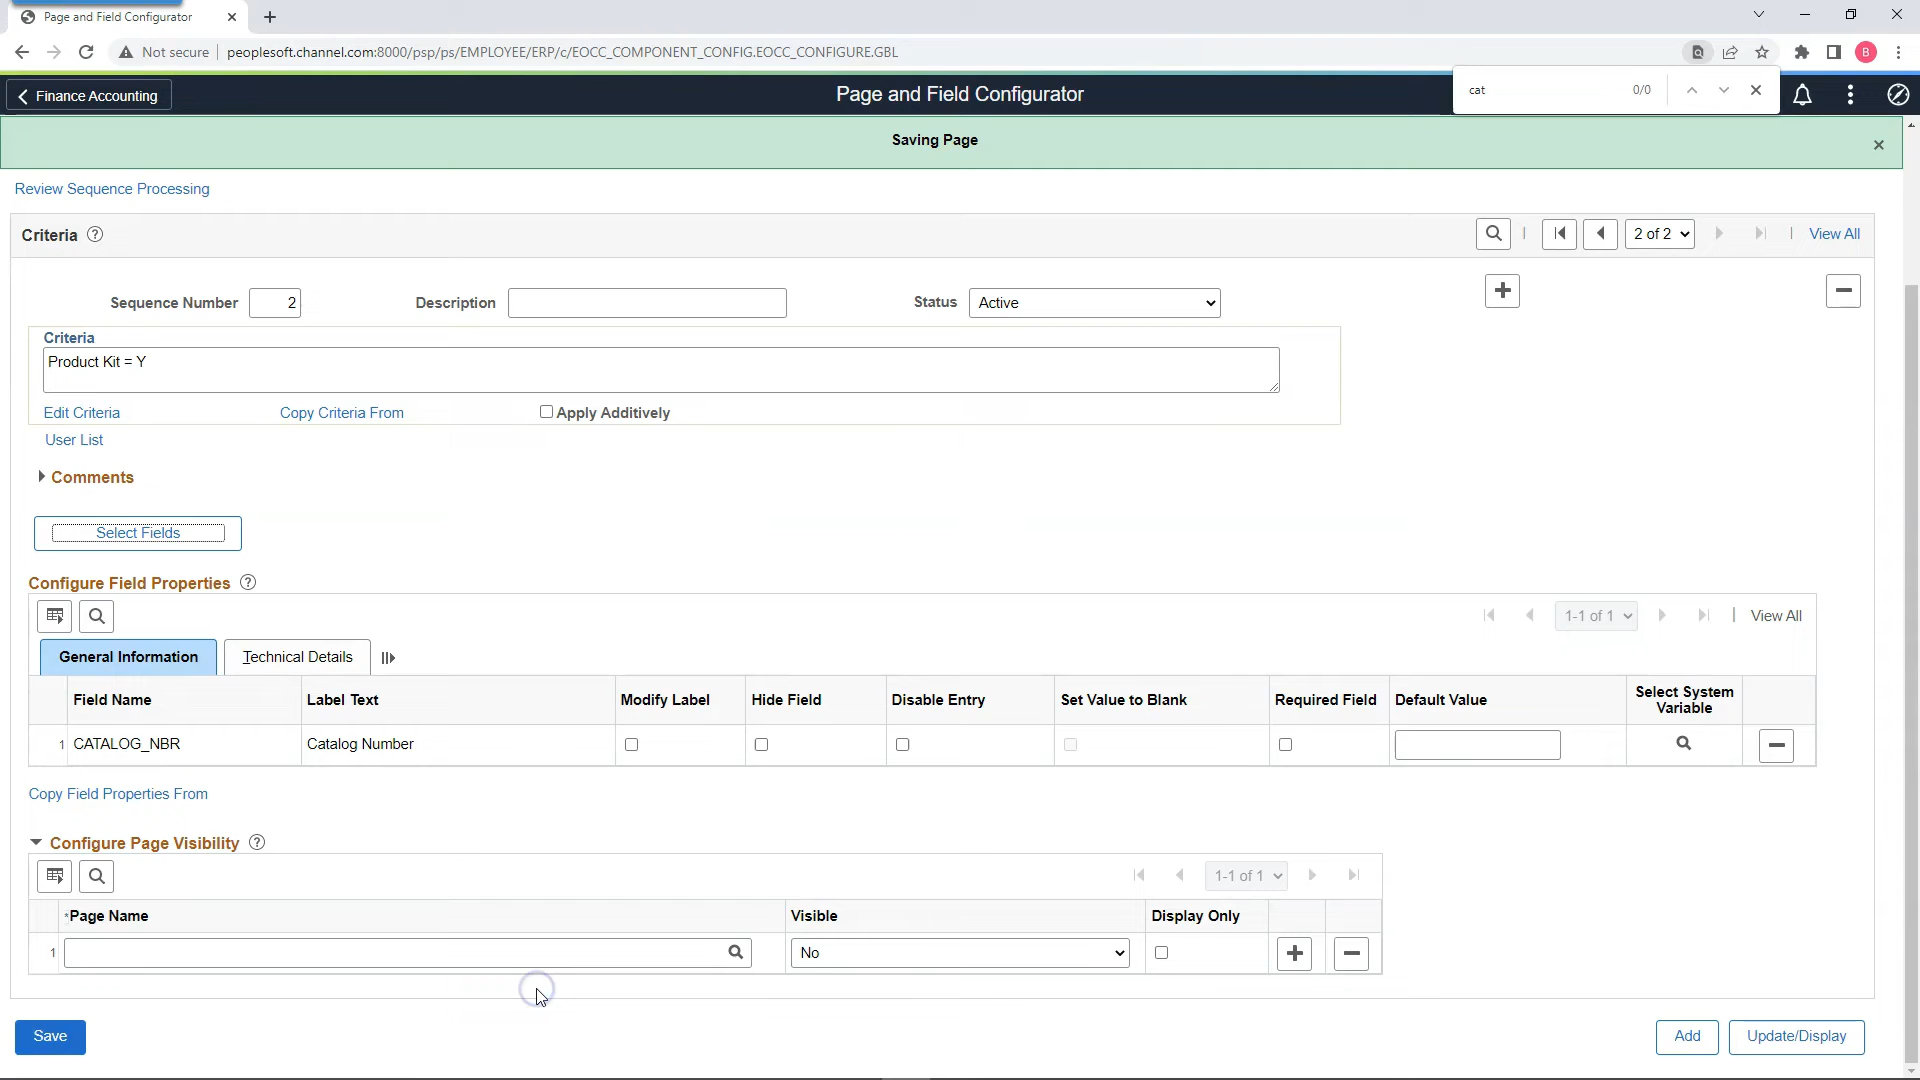 Page and Field Configurator
Not secure peoplesoft.channel.com:8000/psp/ps/EMPLOYEE/ERP/c/EOCC_COMPONENT_CONFIG.EOCC_CONFIGURE.GBL B
Finance Accounting Page and Field Configurator cat 0/0
Saving Page
Review Sequence Processing
Criteria 2 of 2 View All
Sequence Number 2 Description Status Active
Criteria
Product Kit = Y
Edit Criteria Copy Criteria From Apply Additively
User List
Comments
Select Fields
Configure Field Properties
1-1 of 1 View All
General Information Technical Details
Field Name Label Text Modify Label Hide Field Disable Entry Set Value to Blank Required Field Default Value Select System Variable
1 CATALOG_NBR Catalog Number
Copy Field Properties From
Configure Page Visibility
1-1 of 1
*Page Name Visible Display Only
1 No
Save Add Update/Display